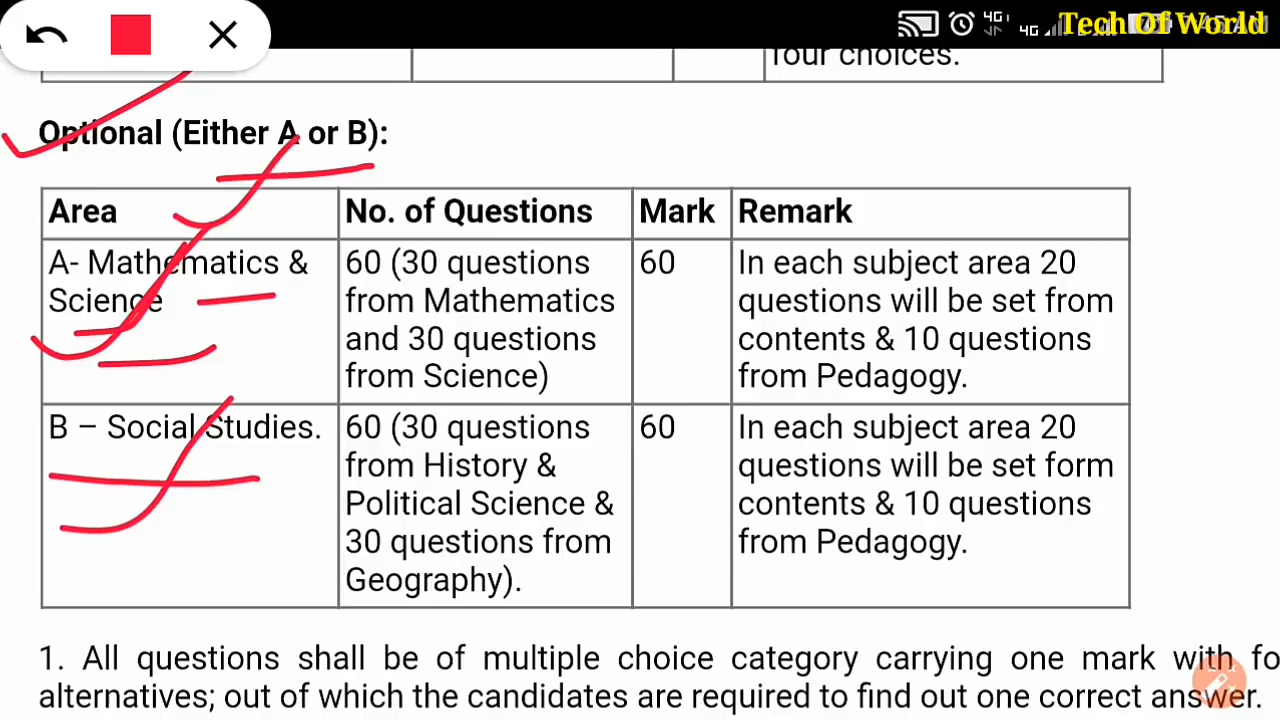 4G 4G Tech Of World
four choices.
Optional (Either A or B):
Area No. of Questions Mark Remark
A- Mathematics & 60 (30 questions 60 In each subject area 20
Science from Mathematics questions will be set from
and 30 questions contents & 10 questions
from Science) from Pedagogy.
B – Social Studies. 60 (30 questions 60 In each subject area 20
from History & questions will be set form
Political Science & contents & 10 questions
30 questions from from Pedagogy.
Geography).
1. All questions shall be of multiple choice category carrying one mark with fo
alternatives; out of which the candidates are required to find out one correct answer.